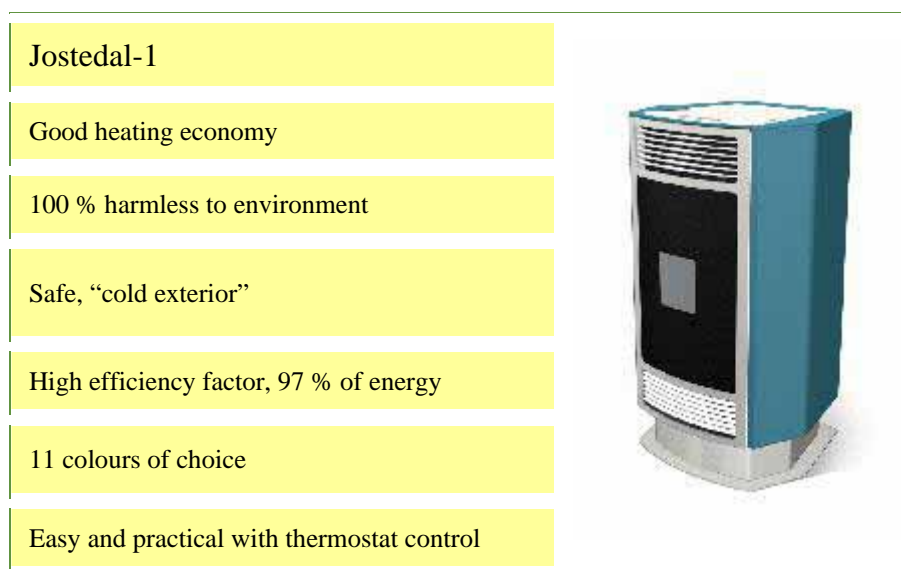 Jostedal-1
Good heating economy
100 % harmless to environment
Safe, “cold exterior”
High efficiency factor, 97 % of energy
11 colours of choice
Easy and practical with thermostat control